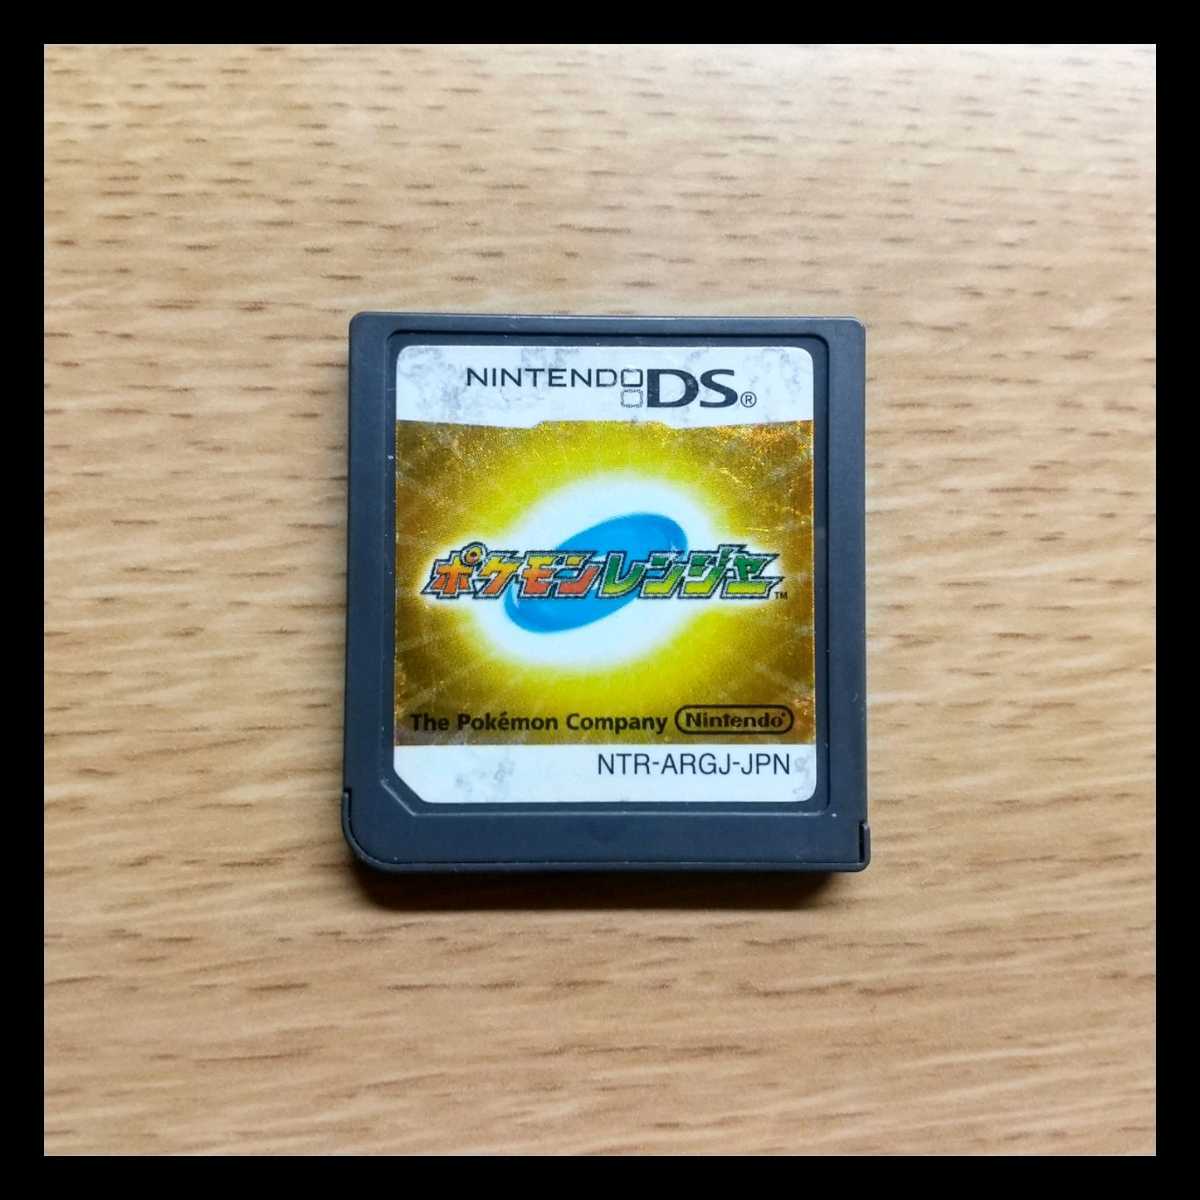 NINTENDO DS®
ポケモンレンジャー™
The Pokémon Company Nintendo®
NTR-ARGJ-JPN